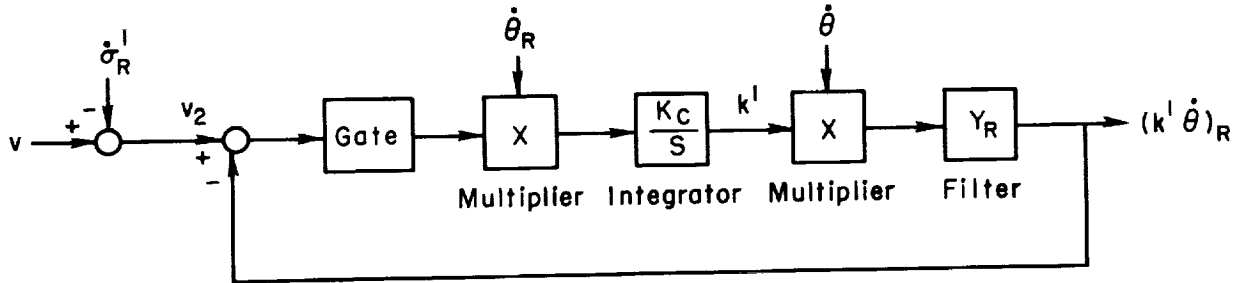 σ̇'R
θ̇R
θ̇
v
+
-
v2
+
-
Gate
X
KC/S
k'
X
YR
(k' θ̇)R
Multiplier Integrator Multiplier Filter